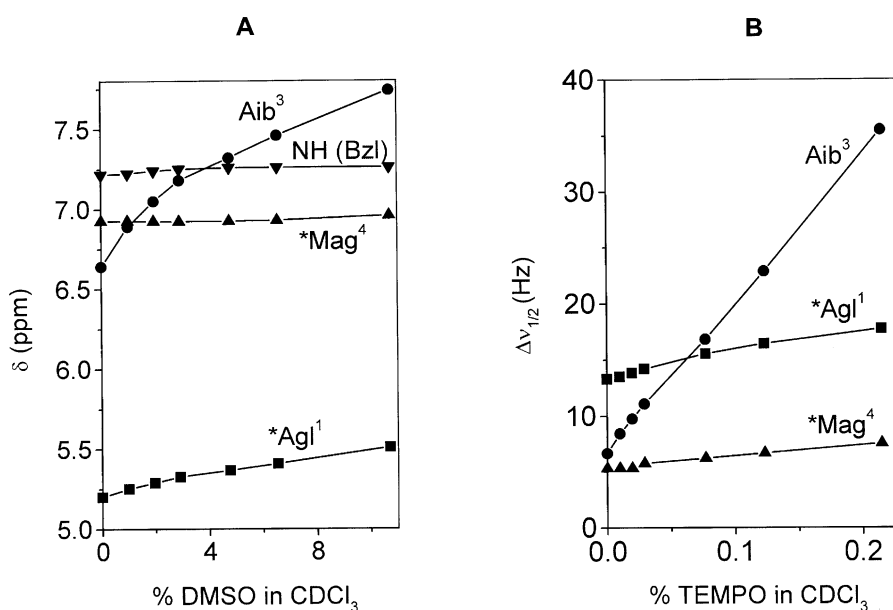 A
7.5
7.0
6.5
6.0
5.5
5.0
δ (ppm)
Aib³
NH (Bzl)
*Mag⁴
*Agl¹
0
4
8
% DMSO in CDCl₃
B
40
30
20
10
0
Δν₁/₂(Hz)
Aib³
*Agl¹
*Mag⁴
0.0
0.1
0.2
% TEMPO in CDCl₃